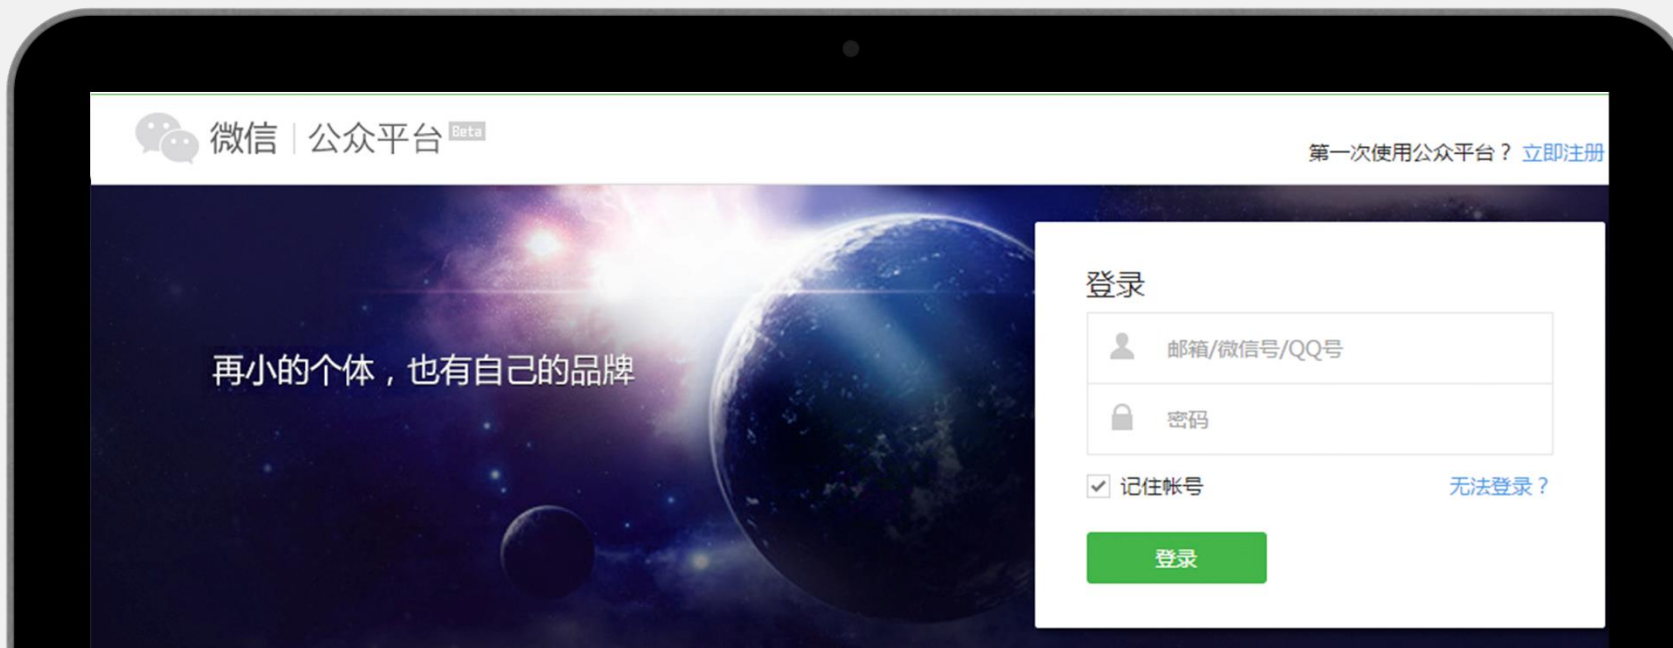 微信 | 公众平台 Beta
第一次使用公众平台？ 立即注册
再小的个体，也有自己的品牌
登录
邮箱/微信号/QQ号
密码
记住帐号 无法登录？
登录